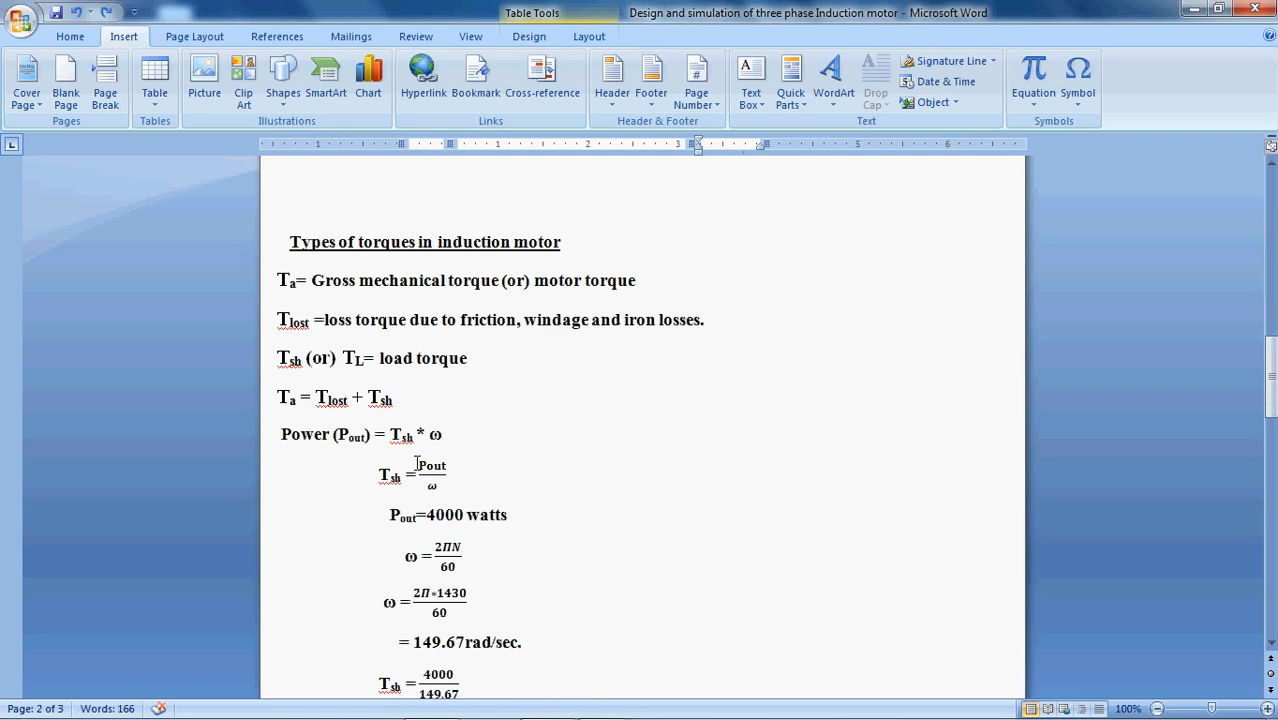 Table Tools
Design and simulation of three phase Induction motor - Microsoft Word
Home Insert Page Layout References Mailings Review View Design Layout
Cover Page
Blank Page
Page Break
Table
Picture
Clip Art
Shapes
SmartArt
Chart
Hyperlink
Bookmark
Cross-reference
Header
Footer
Page Number
Text Box
Quick Parts
WordArt
Drop Cap
Signature Line
Date & Time
Object
Equation
Symbol
Pages Tables Illustrations Links Header & Footer Text Symbols
1 1 2 3 5 6
Types of torques in induction motor
Ta= Gross mechanical torque (or) motor torque
Tlost =loss torque due to friction, windage and iron losses.
Tsh (or) TL= load torque
Ta = Tlost + Tsh
Power (Pout) = Tsh * ω
Tsh = Pout/ω
Pout=4000 watts
ω = 2ΠN/60
ω = 2Π*1430/60
= 149.67rad/sec.
Tsh = 4000/149.67
Page: 2 of 3 Words: 166 100%